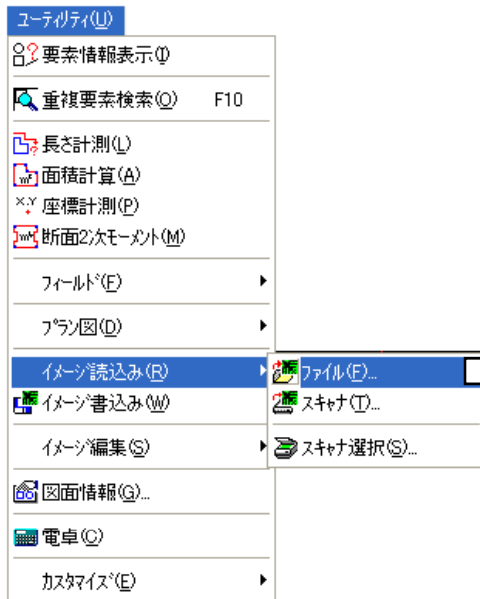 ユーティリティ(U)
要素情報表示(I)
重複要素検索(O) F10
長さ計測(L)
面積計算(A)
座標計測(P)
断面2次モーメント(M)
フィールド(F)
プラン図(D)
イメージ読込み(R)
ファイル(F)...
イメージ書込み(W)
スキャナ(T)...
イメージ編集(S)
スキャナ選択(S)...
図面情報(G)...
電卓(C)
カスタマイズ(E)